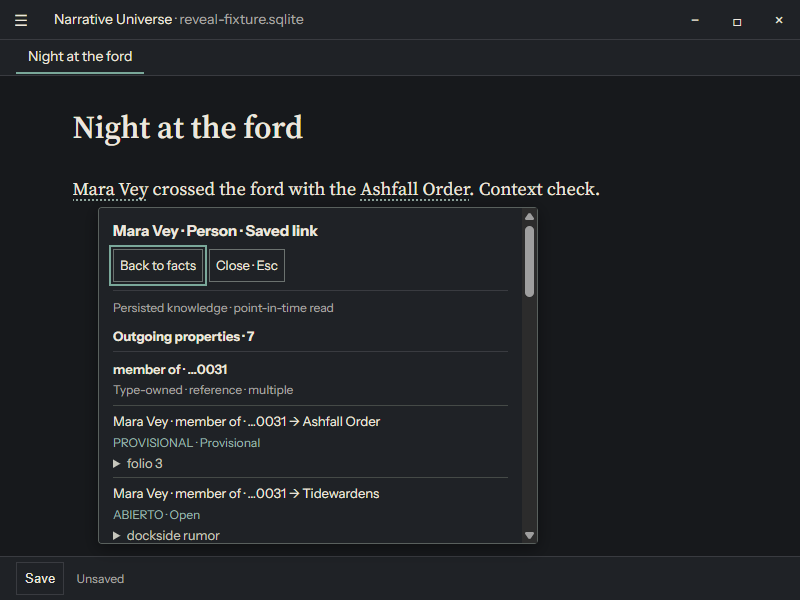 Narrative Universe · reveal-fixture.sqlite
Night at the ford
Night at the ford
Mara Vey crossed the ford with the Ashfall Order. Context check.
Mara Vey · Person · Saved link
Back to facts Close · Esc
Persisted knowledge · point-in-time read
Outgoing properties · 7
member of · …0031
Type-owned · reference · multiple
Mara Vey · member of · …0031 → Ashfall Order
PROVISIONAL · Provisional
folio 3
Mara Vey · member of · …0031 → Tidewardens
ABIERTO · Open
dockside rumor
Save Unsaved